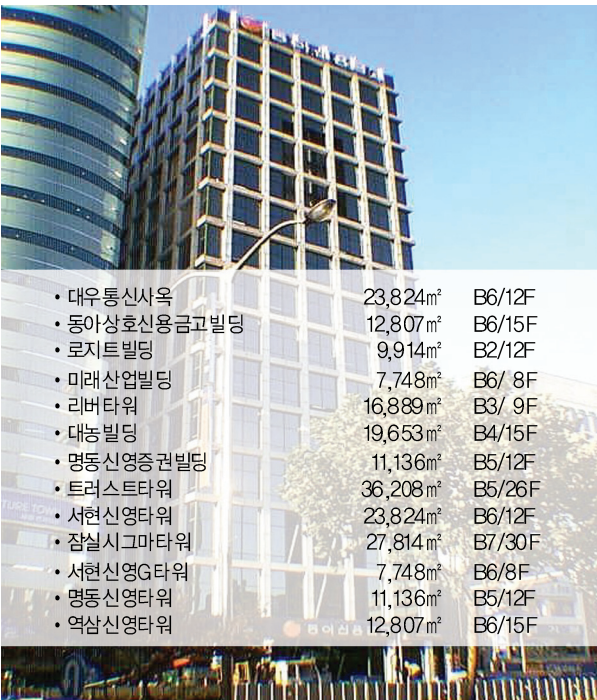 • 대우통신사옥 23,824㎡ B6/12F
• 동아상호신용금고빌딩 12,807㎡ B6/15F
• 로지트빌딩 9,914㎡ B2/12F
• 미래산업빌딩 7,748㎡ B6/ 8F
• 리버타워 16,889㎡ B3/ 9F
• 대농빌딩 19,653㎡ B4/15F
• 명동신영증권빌딩 11,136㎡ B5/12F
• 트러스트타워 36,208㎡ B5/26F
• 서현신영타워 23,824㎡ B6/12F
• 잠실시그마타워 27,814㎡ B7/30F
• 서현신영G타워 7,748㎡ B6/8F
• 명동신영타워 11,136㎡ B5/12F
• 역삼신영타워 12,807㎡ B6/15F